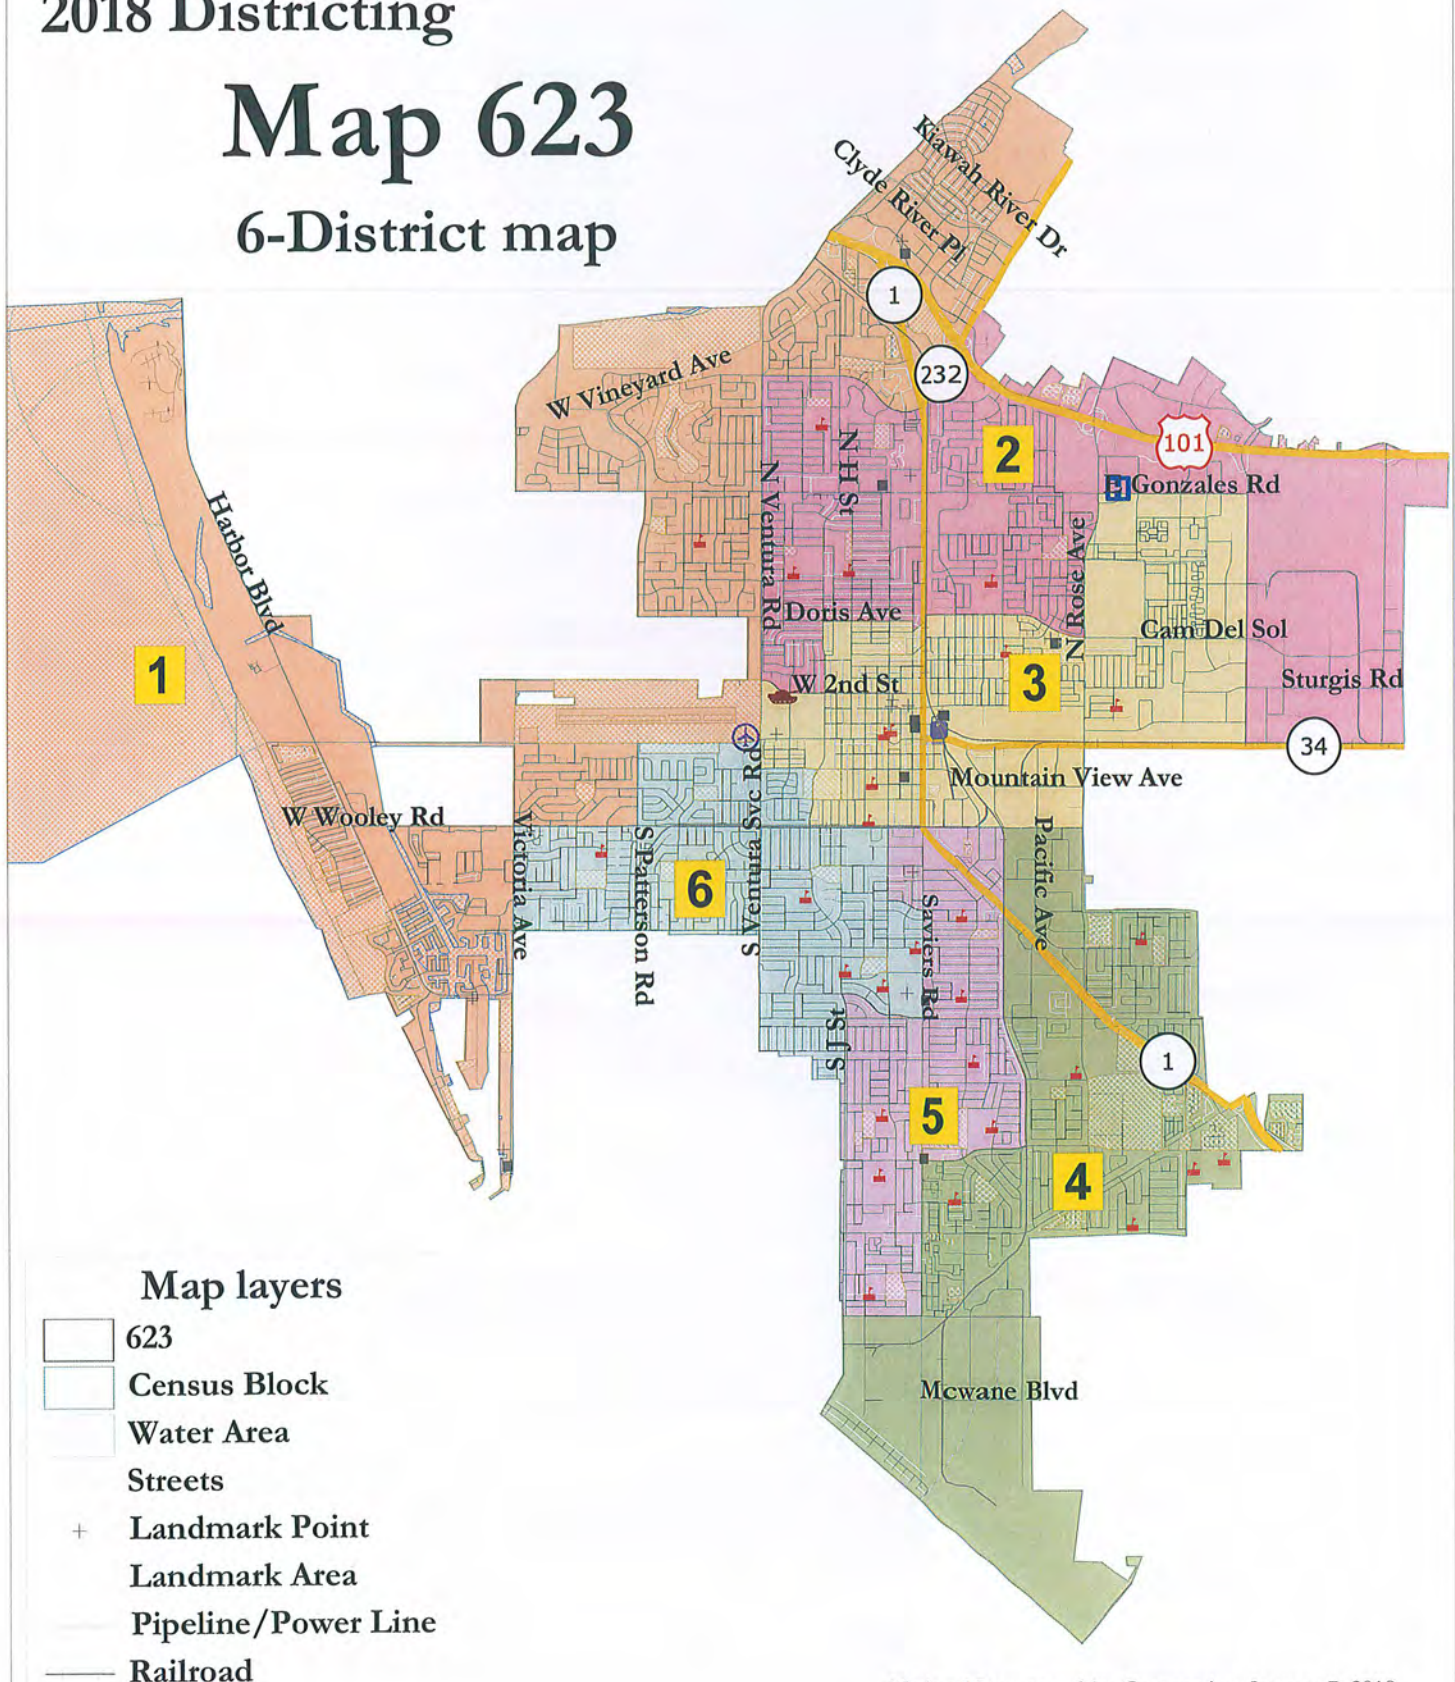 2018 Districting
Map 623
6-District map
Kiawah River Dr
Clyde River Pl
1
232
W Vineyard Ave
101
2
N H St
Gonzales Rd
N Ventura Rd
Harbor Blvd
N Rose Ave
Doris Ave
Cam Del Sol
1
3
W 2nd St
Sturgis Rd
34
Mountain View Ave
W Wooley Rd
Victoria Ave
S Patterson Rd
6
S Ventura Svc Rd
Saviers Rd
Pacific Ave
S J St
1
5
4
Map layers
623
Census Block
Water Area
Streets
Landmark Point
Landmark Area
Pipeline/Power Line
Railroad
Mcwane Blvd